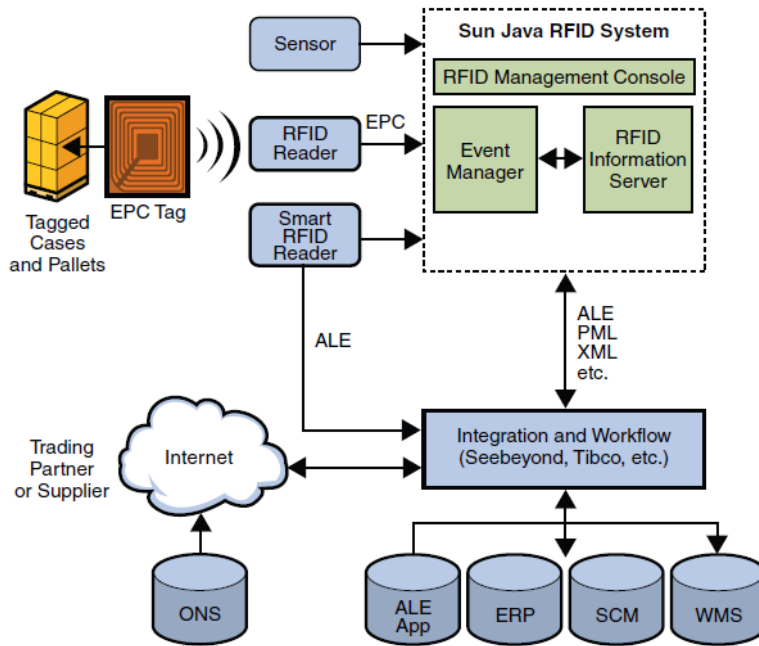 Sensor
Sun Java RFID System
RFID Management Console
EPC
RFID
Reader
Event
Manager
RFID
Information
Server
EPC Tag
Tagged
Cases
and Pallets
Smart
RFID
Reader
ALE
ALE
PML
XML
etc.
Trading
Partner
or Supplier
Internet
Integration and Workflow
(Seebeyond, Tibco, etc.)
ONS
ALE
App
ERP
SCM
WMS